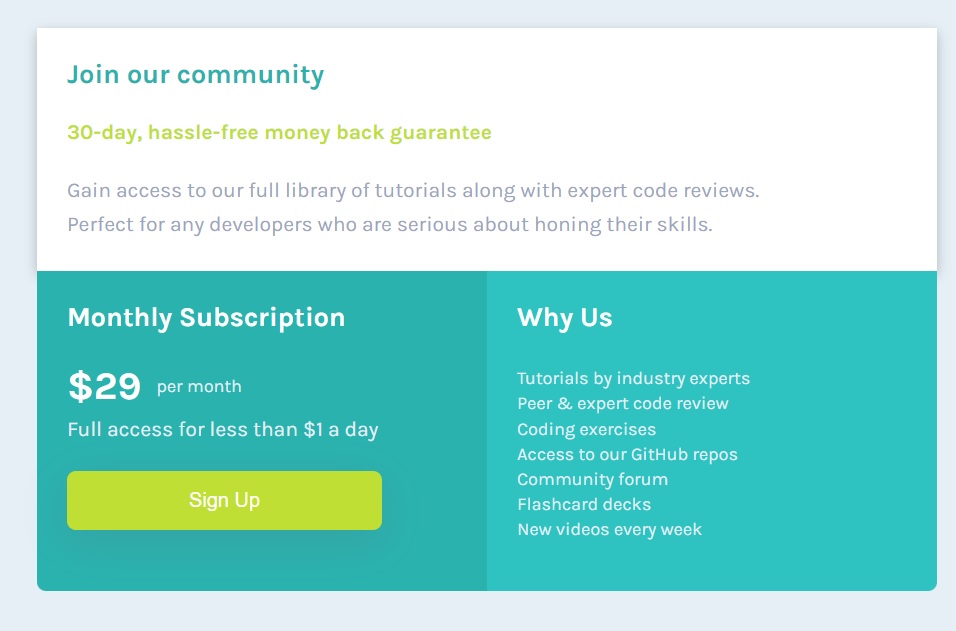 Join our community
30-day, hassle-free money back guarantee
Gain access to our full library of tutorials along with expert code reviews.
Perfect for any developers who are serious about honing their skills.
Monthly Subscription
$29 per month
Full access for less than $1 a day
Sign Up
Why Us
Tutorials by industry experts
Peer & expert code review
Coding exercises
Access to our GitHub repos
Community forum
Flashcard decks
New videos every week